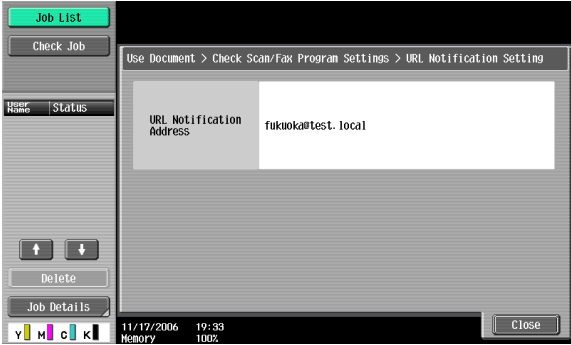 Job List
Check Job
Use Document > Check Scan/Fax Program Settings > URL Notification Setting
User Name Status
URL Notification
Address
fukuoka@test.local
Delete
Job Details
Y M C K
11/17/2006 19:33
Memory 100%
Close